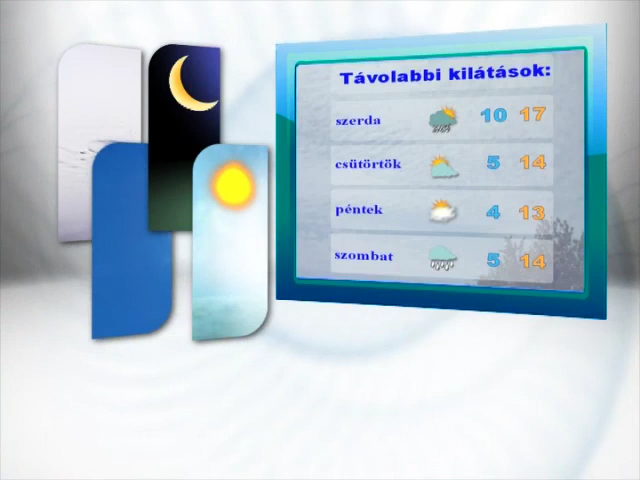 Távolabbi kilátások:
szerda 10 17
csütörtök 5 14
péntek 4 13
szombat 5 14